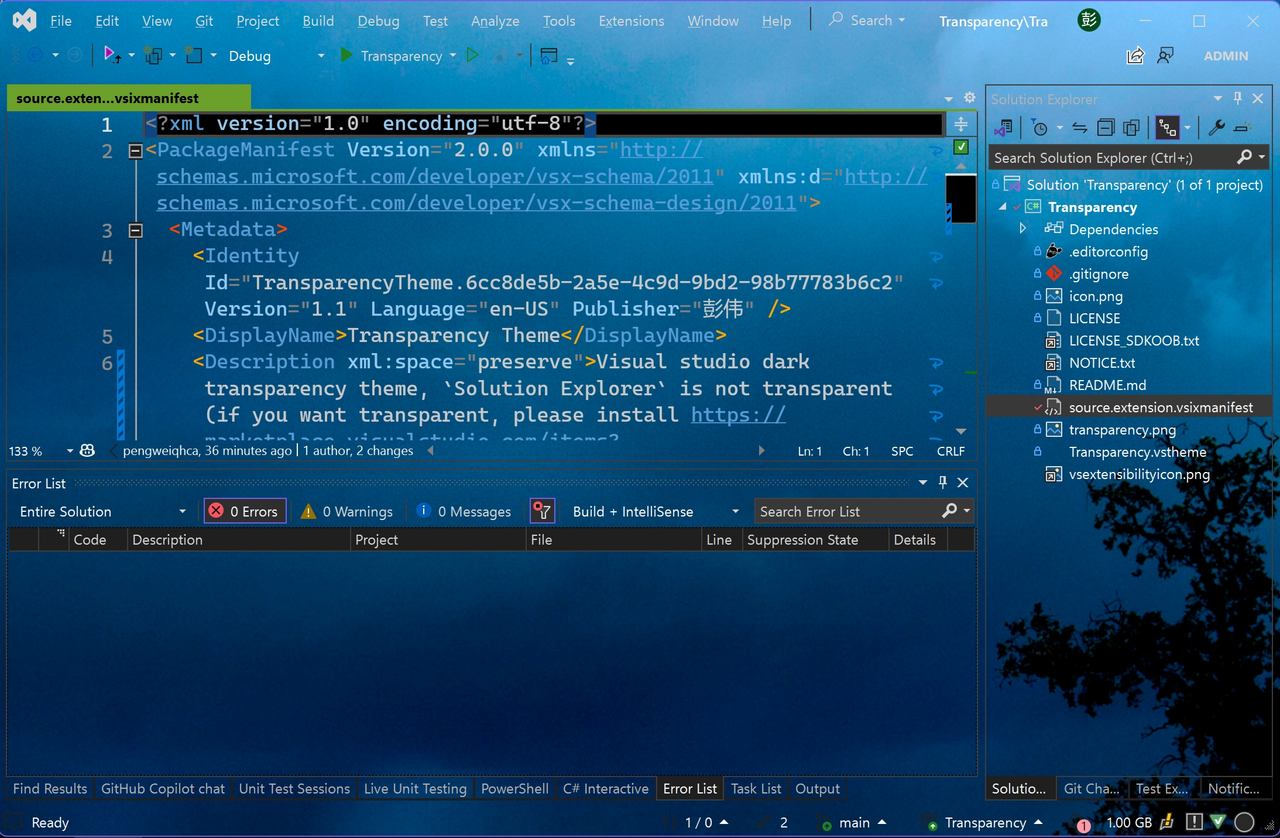 File Edit View Git Project Build Debug Test Analyze Tools Extensions Window Help Search Transparency\Tra 彭
Debug Transparency ADMIN
source.exten...vsixmanifest
1 <?xml version="1.0" encoding="utf-8"?>
2 <PackageManifest Version="2.0.0" xmlns="http://
schemas.microsoft.com/developer/vsx-schema/2011" xmlns:d="http://
schemas.microsoft.com/developer/vsx-schema-design/2011">
3 <Metadata>
4 <Identity
Id="TransparencyTheme.6cc8de5b-2a5e-4c9d-9bd2-98b77783b6c2"
Version="1.1" Language="en-US" Publisher="彭伟" />
5 <DisplayName>Transparency Theme</DisplayName>
6 <Description xml:space="preserve">Visual studio dark
transparency theme, `Solution Explorer` is not transparent
(if you want transparent, please install https://
marketplace.visualstudio.com/items?
133 % pengweiqhca, 36 minutes ago | 1 author, 2 changes Ln: 1 Ch: 1 SPC CRLF
Error List
Entire Solution 0 Errors 0 Warnings 0 Messages Build + IntelliSense Search Error List
Code Description Project File Line Suppression State Details
Find Results GitHub Copilot chat Unit Test Sessions Live Unit Testing PowerShell C# Interactive Error List Task List Output
Solution Explorer
Search Solution Explorer (Ctrl+;)
Solution 'Transparency' (1 of 1 project)
C# Transparency
Dependencies
.editorconfig
.gitignore
icon.png
LICENSE
LICENSE_SDKOOB.txt
NOTICE.txt
README.md
source.extension.vsixmanifest
transparency.png
Transparency.vstheme
vsextensibilityicon.png
Solutio... Git Cha... Test Ex... Notific...
Ready 1 / 0 2 main Transparency 1 1.00 GB